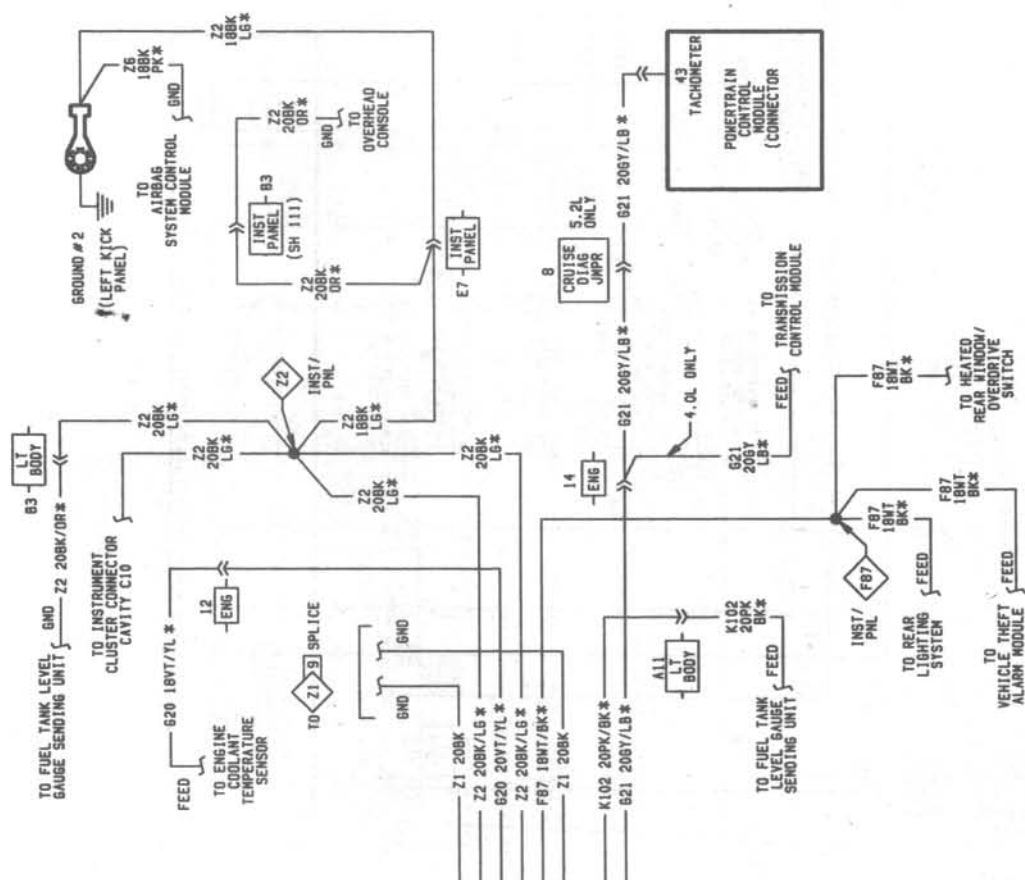 Z2
18BK
LG*
Z6
18BK
PK*
GND
TO
AIRBAG
SYSTEM CONTROL
MODULE
GROUND #2
(LEFT KICK
PANEL)
Z2
20BK
OR*
GND
TO
OVERHEAD
CONSOLE
INST
PANEL
B3
(SH 111)
Z2
20BK
OR*
E7
INST
PANEL
Z2
INST/
PNL
Z2
18BK
LG*
B3
LT
BODY
Z2
20BK
LG*
Z2
20BK
LG*
Z2
20BK
LG*
Z2
20BK
LG*
GND
Z2 20BK/OR*
TO FUEL TANK LEVEL
GAUGE SENDING UNIT
TO INSTRUMENT
CLUSTER CONNECTOR
CAVITY C10
12
ENG
G20 18VT/YL*
FEED
TO ENGINE
COOLANT
TEMPERATURE
SENSOR
TO Z1 9 SPLICE
GND
GND
Z1 20BK
Z2 20BK/LG*
G20 20VT/YL*
Z2 20BK/LG*
F87 18WT/BK*
Z1 20BK
K102 20PK/BK*
G21 20GY/LB*
43
TACHOMETER
POWERTRAIN
CONTROL
MODULE
(CONNECTOR
G21 20GY/LB*
5.2L
ONLY
8
CRUISE
DIAG
JMPR
G21 20GY/LB*
4.0L ONLY
14
ENG
G21
20GY
LB*
FEED
TO
TRANSMISSION
CONTROL MODULE
F87
18WT
BK*
TO HEATED
REAR WINDOW/
OVERDRIVE
SWITCH
F87
18WT
BK*
F87
18WT
BK*
F87
INST/
PNL
FEED
TO REAR
LIGHTING
SYSTEM
FEED
TO
VEHICLE THEFT
ALARM MODULE
A11
LT
BODY
K102
20PK
BK*
FEED
TO FUEL TANK
LEVEL GAUGE
SENDING UNIT